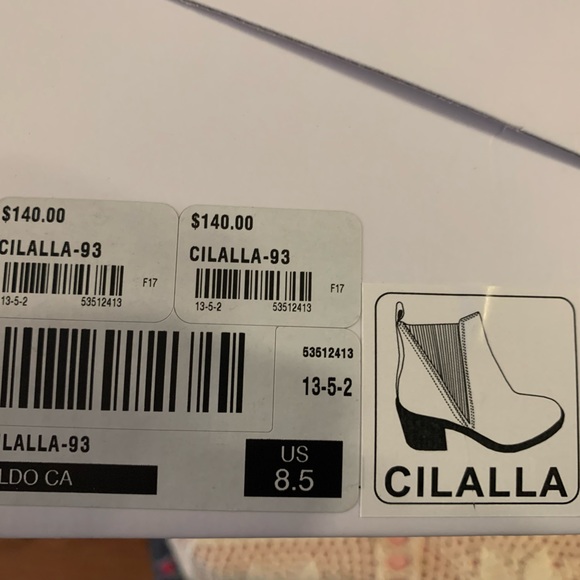 $140.00
CILALLA-93
F17
13-5-2 53512413
$140.00
CILALLA-93
F17
13-5-2 53512413
53512413
13-5-2
LALLA-93
LDO CA
US
8.5
CILALLA